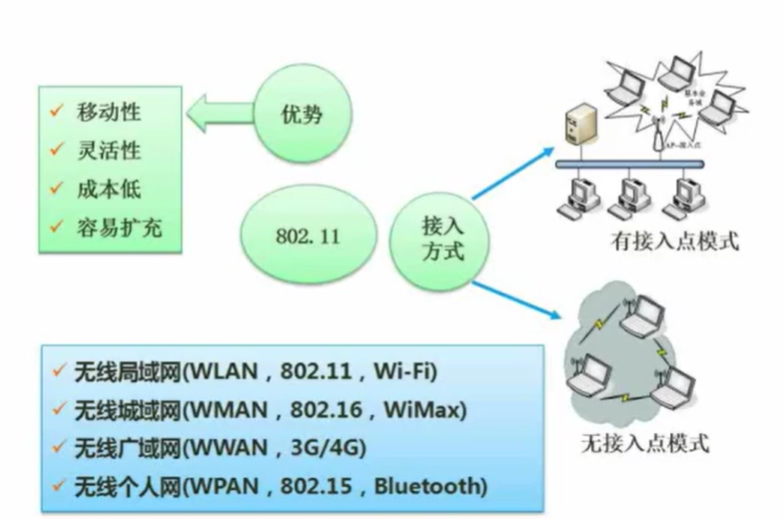 移动性
灵活性
成本低
容易扩充
优势
802.11
接入
方式
AP-接入点
有接入点模式
无接入点模式
无线局域网(WLAN，802.11，Wi-Fi)
无线城域网(WMAN，802.16，WiMax)
无线广域网(WWAN，3G/4G)
无线个人网(WPAN，802.15，Bluetooth)